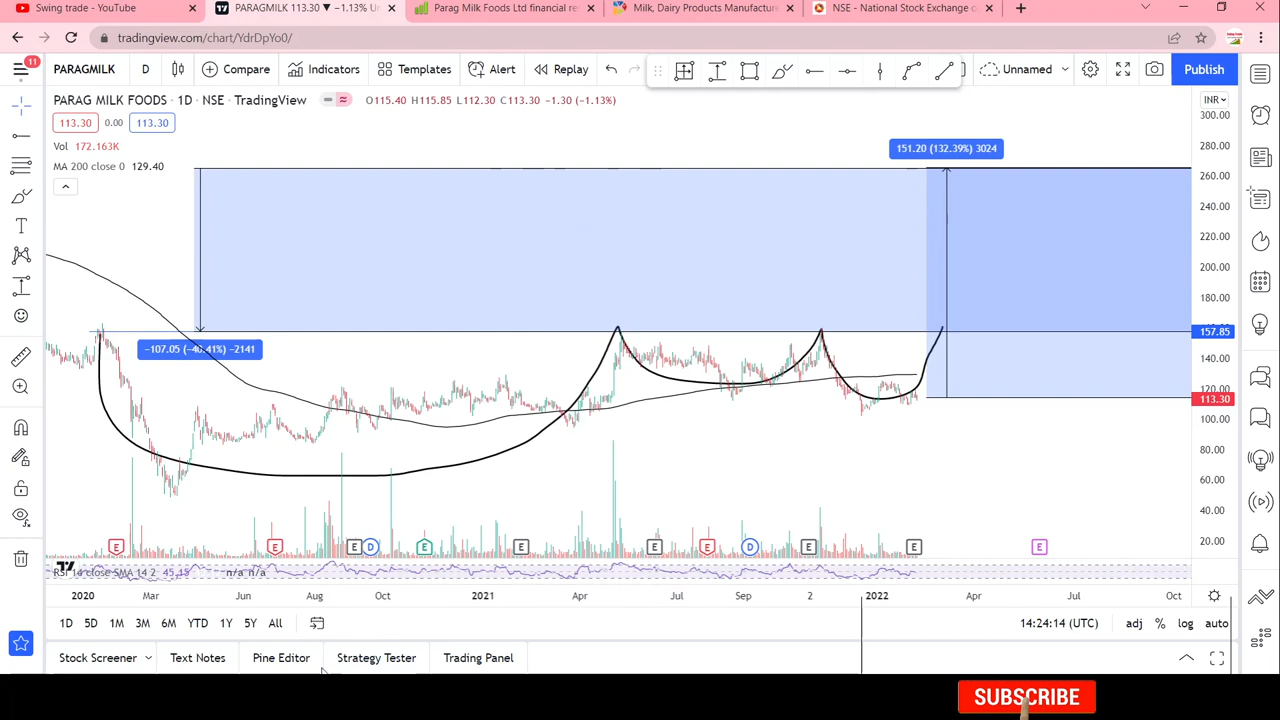 Swing trade - YouTube
PARAGMILK 113.30 ▼ −1.13% Un
Parag Milk Foods Ltd financial re
Milk, Dairy Products Manufacture
NSE - National Stock Exchange o
tradingview.com/chart/YdrDpYo0/
11
PARAGMILK
D
Compare
Indicators
Templates
Alert
Replay
Unnamed
Publish
PARAG MILK FOODS · 1D · NSE · TradingView
O115.40 H115.85 L112.30 C113.30 −1.30 (−1.13%)
INR
113.30
0.00
113.30
Vol 172.163K
MA 200 close 0 129.40
151.20 (132.39%) 3024
300.00
280.00
260.00
240.00
220.00
200.00
180.00
157.85
140.00
120.00
113.30
100.00
80.00
60.00
40.00
20.00
−107.05 (−40.41%) −2141
E
E
E
D
E
E
E
E
D
E
E
E
RSI 14 close SMA 14 2 45.15 n/a n/a
2020
Mar
Jun
Aug
Oct
2021
Apr
Jul
Sep
2
2022
Apr
Jul
Oct
1D
5D
1M
3M
6M
YTD
1Y
5Y
All
14:24:14 (UTC)
adj
%
log
auto
Stock Screener
Text Notes
Pine Editor
Strategy Tester
Trading Panel
SUBSCRIBE